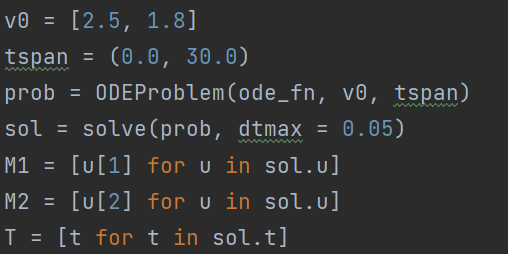 v0 = [2.5, 1.8]
tspan = (0.0, 30.0)
prob = ODEProblem(ode_fn, v0, tspan)
sol = solve(prob, dtmax = 0.05)
M1 = [u[1] for u in sol.u]
M2 = [u[2] for u in sol.u]
T = [t for t in sol.t]